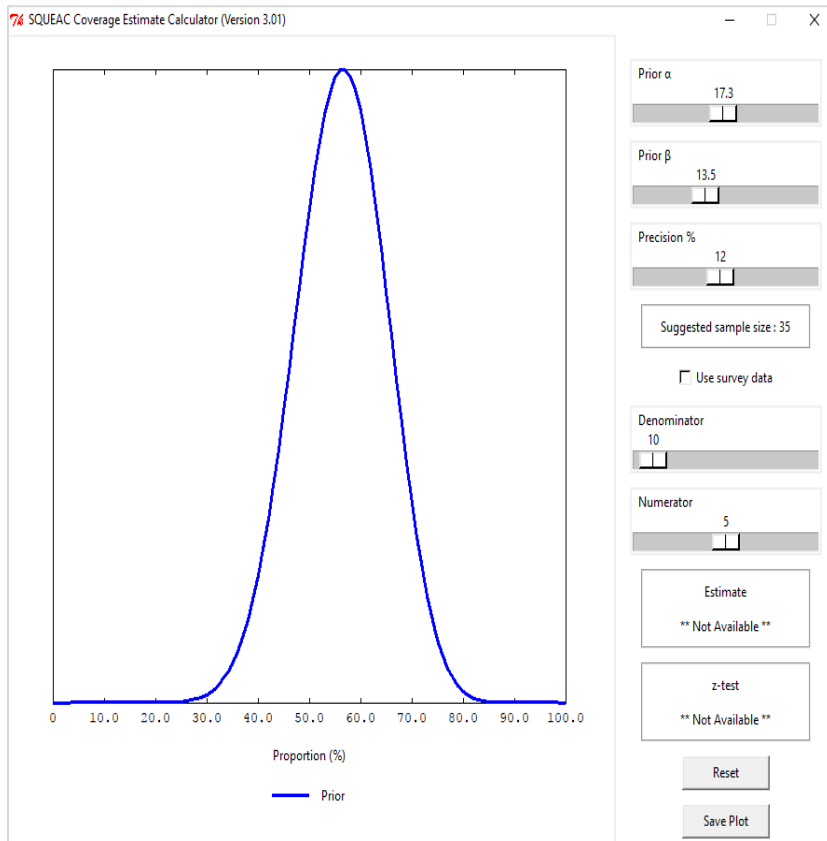 SQUEAC Coverage Estimate Calculator (Version 3.01)
0 10.0 20.0 30.0 40.0 50.0 60.0 70.0 80.0 90.0 100.0
Proportion (%)
Prior
Prior α
17.3
Prior β
13.5
Precision %
12
Suggested sample size : 35
Use survey data
Denominator
10
Numerator
5
Estimate
** Not Available **
z-test
** Not Available **
Reset
Save Plot